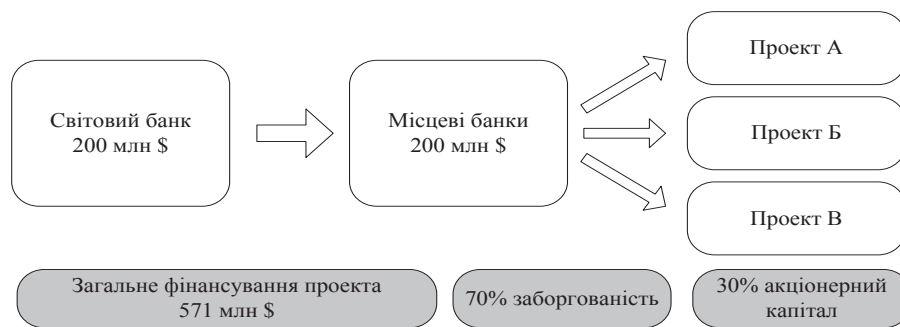 Світовий банк
200 млн $
Місцеві банки
200 млн $
Проект А
Проект Б
Проект В
Загальне фінансування проекта
571 млн $
70% заборгованість
30% акціонерний
капітал